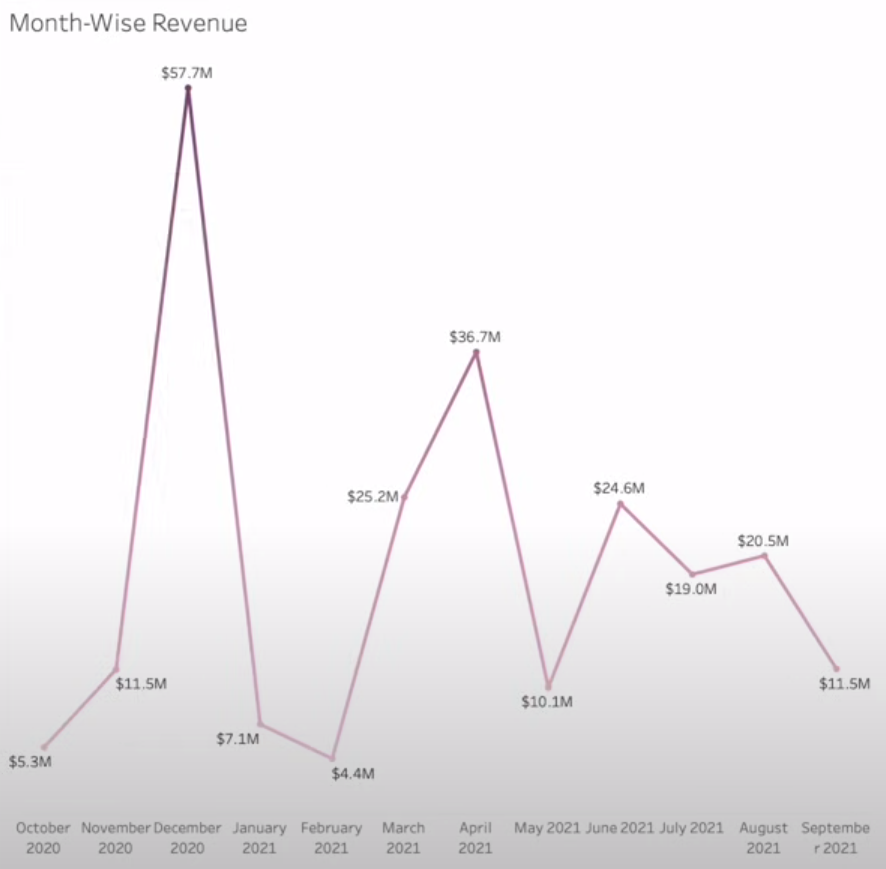 Month-Wise Revenue
$57.7M
$36.7M
$25.2M
$24.6M
$20.5M
$19.0M
$11.5M
$11.5M
$10.1M
$7.1M
$5.3M
$4.4M
October November December January February March April May 2021 June 2021 July 2021 August Septembe
2020 2020 2020 2021 2021 2021 2021 2021 r 2021